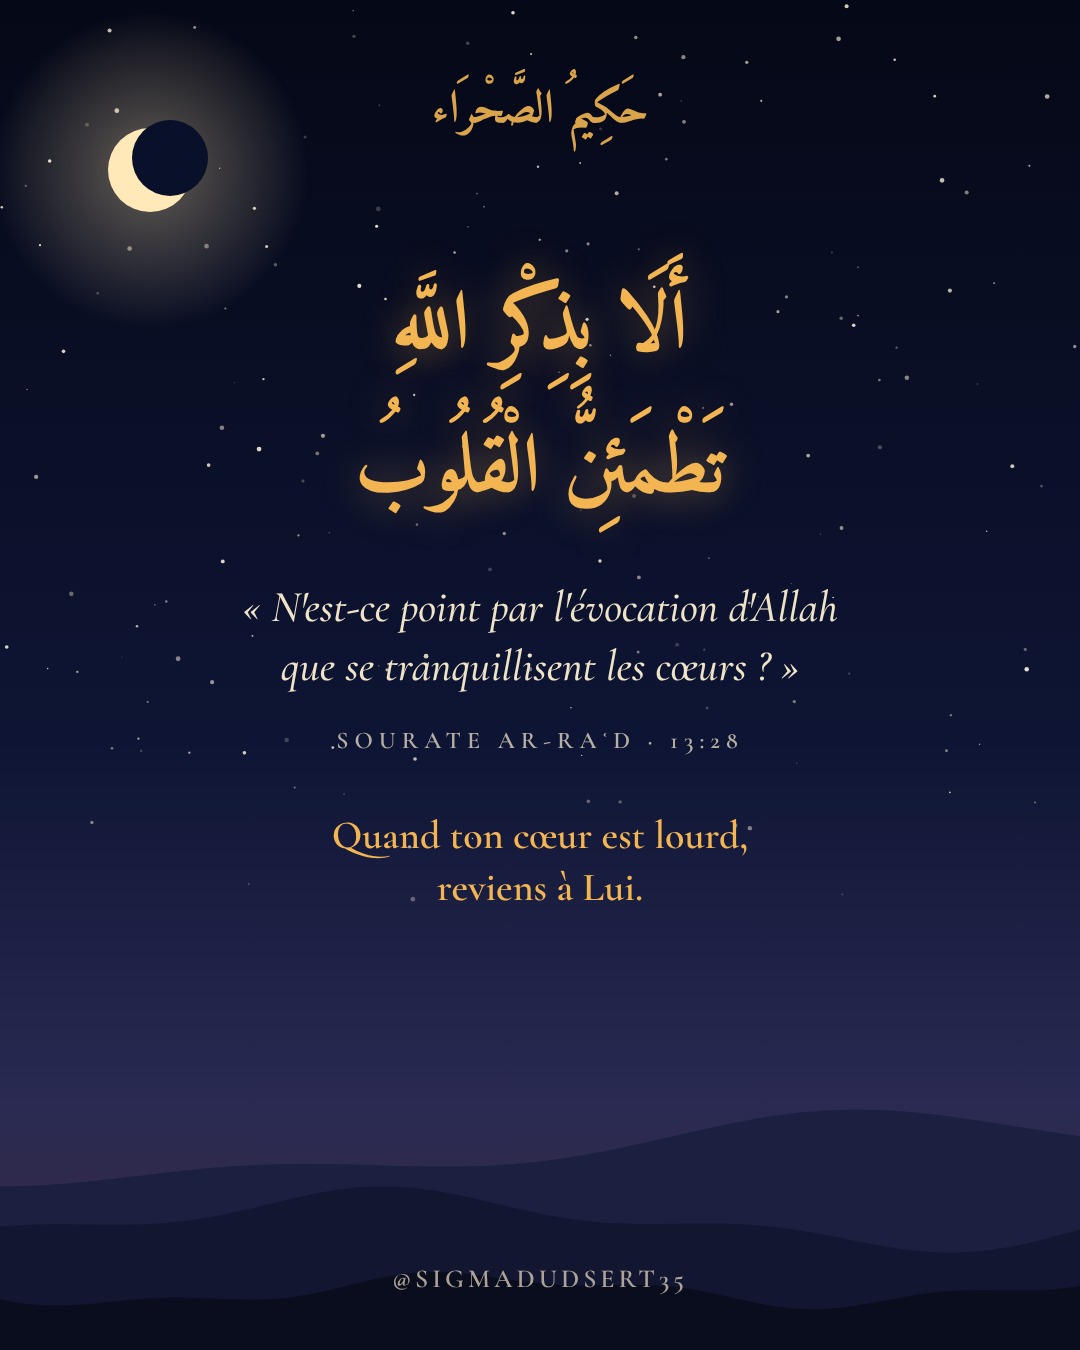 حَكِيمُ الصَّحْرَاء
أَلَا بِذِكْرِ اللَّهِ
تَطْمَئِنُّ الْقُلُوبُ
« N'est-ce point par l'évocation d'Allah
que se tranquillisent les cœurs ? »
SOURATE AR-RAʿD · 13:28
Quand ton cœur est lourd,
reviens à Lui.
@SIGMADUDSERT35